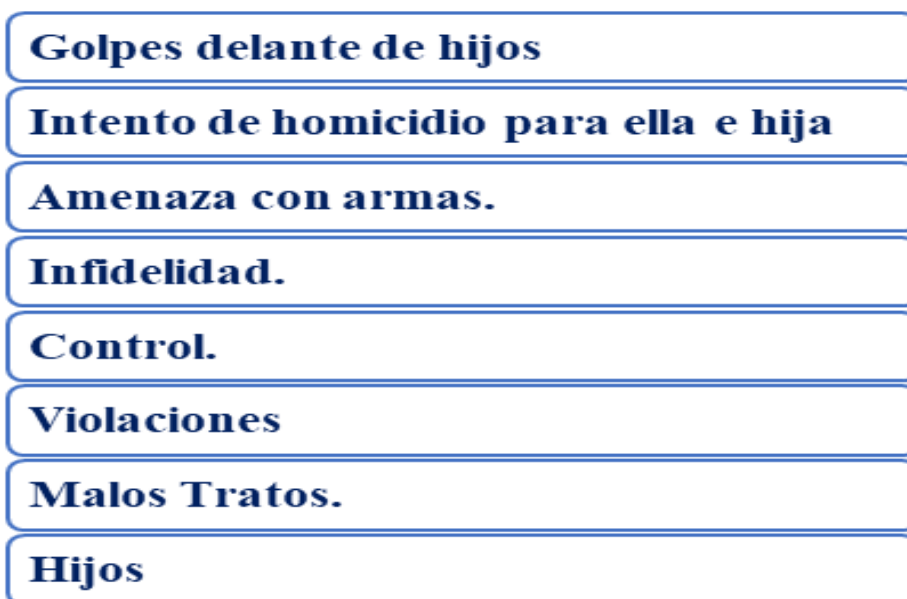 Golpes delante de hijos
Intento de homicidio para ella e hija
Amenaza con armas.
Infidelidad.
Control.
Violaciones
Malos Tratos.
Hijos